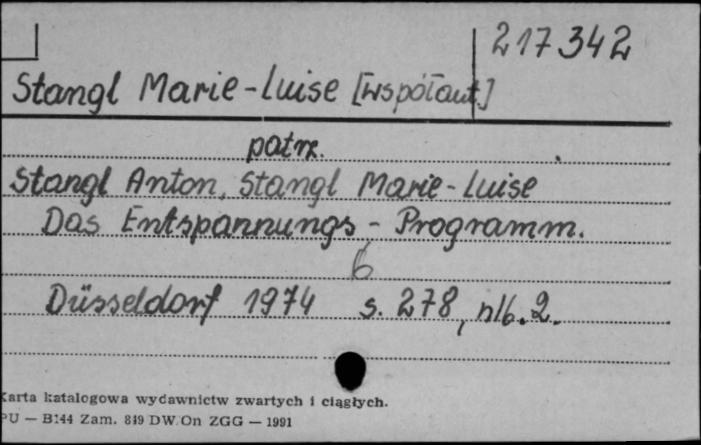 217342
Stangl Marie-Luise [współaut.]
patrz.
Stangl Anton, Stangl Marie-Luise
Das Entspannungs-Programm.
6
Düsseldorf 1974 s. 278, nlb. 2.
Karta katalogowa wydawnictw zwartych i ciągłych.
PU — B144 Zam. 849 DW.On ZGG — 1991